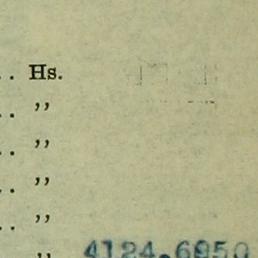 . . Hs.
. . ,,
. . ,,
. . ,,
. . ,,
,, 4124.6950